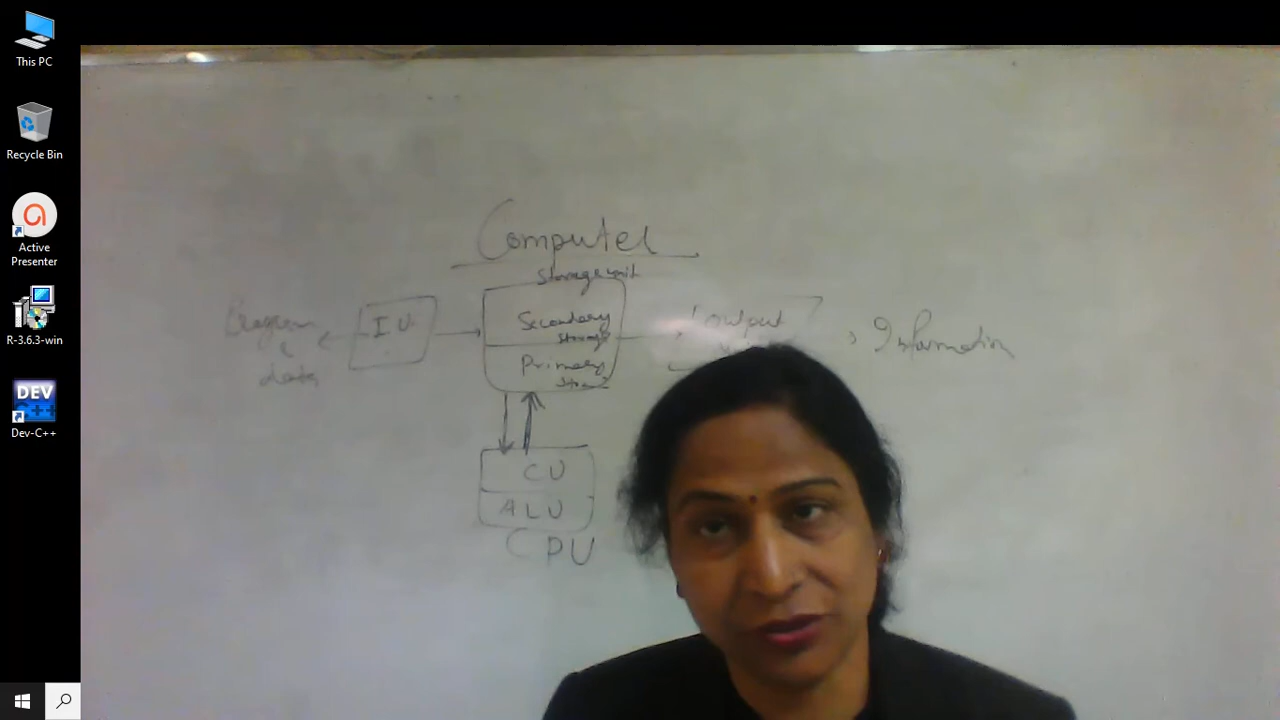 This PC
Recycle Bin
Active
Presenter
R-3.6.3-win
DEV
C++
Dev-C++
Computer
Storage unit
Secondary
Storage
Primary
I U
Output
Information
data
CU
ALU
CPU